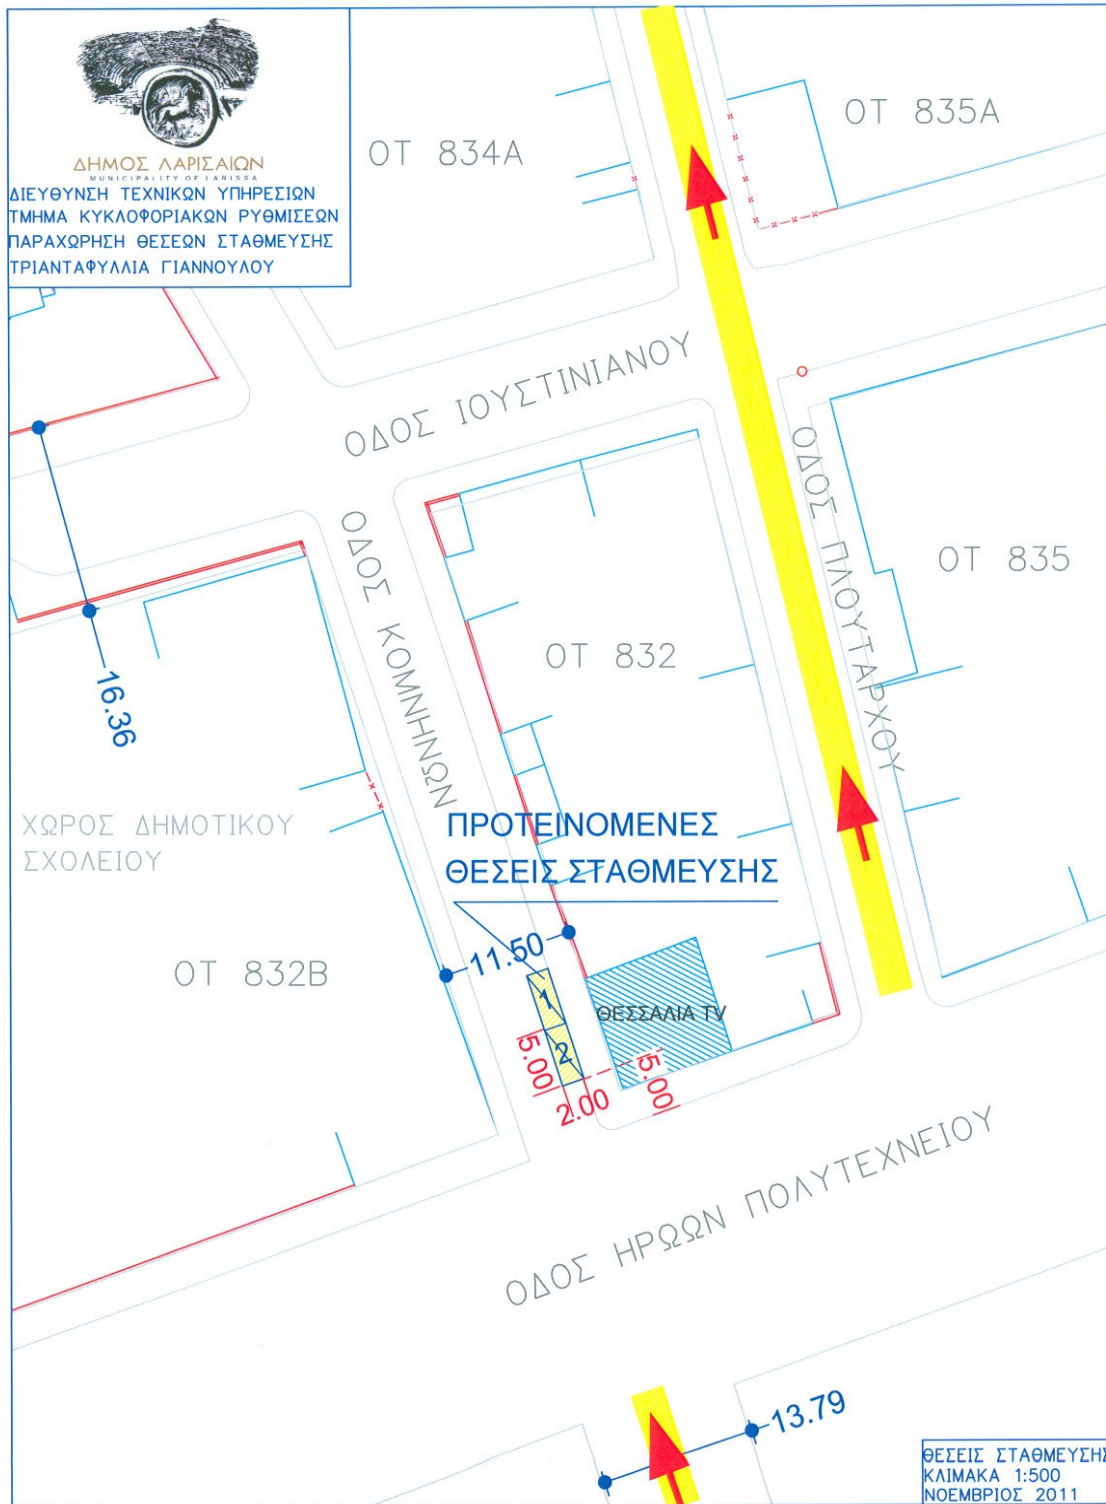 ΔΗΜΟΣ ΛΑΡΙΣΑΙΩΝ
MUNICIPALITY OF LARISSA
ΔΙΕΥΘΥΝΣΗ ΤΕΧΝΙΚΩΝ ΥΠΗΡΕΣΙΩΝ
ΤΜΗΜΑ ΚΥΚΛΟΦΟΡΙΑΚΩΝ ΡΥΘΜΙΣΕΩΝ
ΠΑΡΑΧΩΡΗΣΗ ΘΕΣΕΩΝ ΣΤΑΘΜΕΥΣΗΣ
ΤΡΙΑΝΤΑΦΥΛΛΙΑ ΓΙΑΝΝΟΥΛΟΥ
ΟΤ 834Α
ΟΤ 835Α
ΟΔΟΣ ΙΟΥΣΤΙΝΙΑΝΟΥ
ΟΔΟΣ ΠΛΟΥΤΑΡΧΟΥ
ΟΔΟΣ ΚΟΜΝΗΝΩΝ
ΟΤ 835
ΟΤ 832
16.36
ΧΩΡΟΣ ΔΗΜΟΤΙΚΟΥ
ΣΧΟΛΕΙΟΥ
ΠΡΟΤΕΙΝΟΜΕΝΕΣ
ΘΕΣΕΙΣ ΣΤΑΘΜΕΥΣΗΣ
11.50
ΟΤ 832Β
1
ΘΕΣΣΑΛΙΑ TV
2
5.00
5.00
2.00
ΟΔΟΣ ΗΡΩΩΝ ΠΟΛΥΤΕΧΝΕΙΟΥ
13.79
ΘΕΣΕΙΣ ΣΤΑΘΜΕΥΣΗΣ
ΚΛΙΜΑΚΑ 1:500
ΝΟΕΜΒΡΙΟΣ 2011